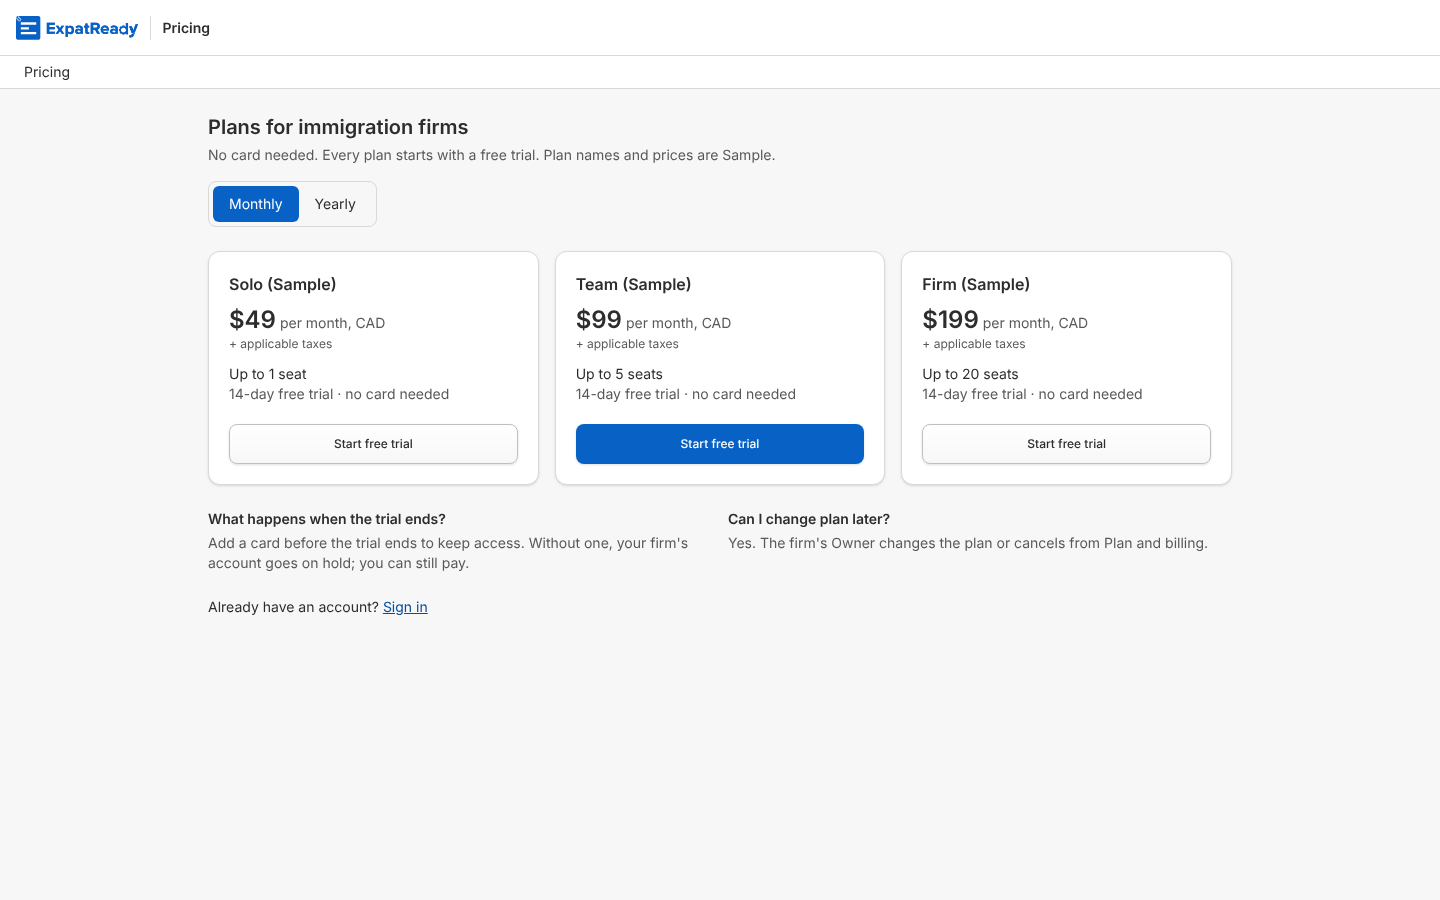 ExpatReady
Pricing
Pricing
Plans for immigration firms
No card needed. Every plan starts with a free trial. Plan names and prices are Sample.
Monthly
Yearly
Solo (Sample)
$49 per month, CAD
+ applicable taxes
Up to 1 seat
14-day free trial · no card needed
Start free trial
Team (Sample)
$99 per month, CAD
+ applicable taxes
Up to 5 seats
14-day free trial · no card needed
Start free trial
Firm (Sample)
$199 per month, CAD
+ applicable taxes
Up to 20 seats
14-day free trial · no card needed
Start free trial
What happens when the trial ends?
Add a card before the trial ends to keep access. Without one, your firm's
account goes on hold; you can still pay.
Can I change plan later?
Yes. The firm's Owner changes the plan or cancels from Plan and billing.
Already have an account? Sign in